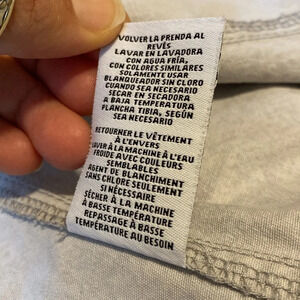 VOLVER LA PRENDA AL
REVÉS
LAVAR EN LAVADORA
CON AGUA FRÍA,
CON COLORES SIMILARES
SOLAMENTE USAR
BLANQUEADOR SIN CLORO
CUANDO SEA NECESARIO
SECAR EN SECADORA
A BAJA TEMPERATURA
PLANCHA TIBIA, SEGÚN
SEA NECESARIO
RETOURNER LE VÊTEMENT
À L'ENVERS
LAVER À LA MACHINE À L'EAU
FROIDE AVEC COULEURS
SEMBLABLES
AGENT DE BLANCHIMENT
SANS CHLORE SEULEMENT
SI NÉCESSAIRE
SÉCHER À LA MACHINE
À BASSE TEMPÉRATURE
REPASSAGE À BASSE
TEMPÉRATURE AU BESOIN